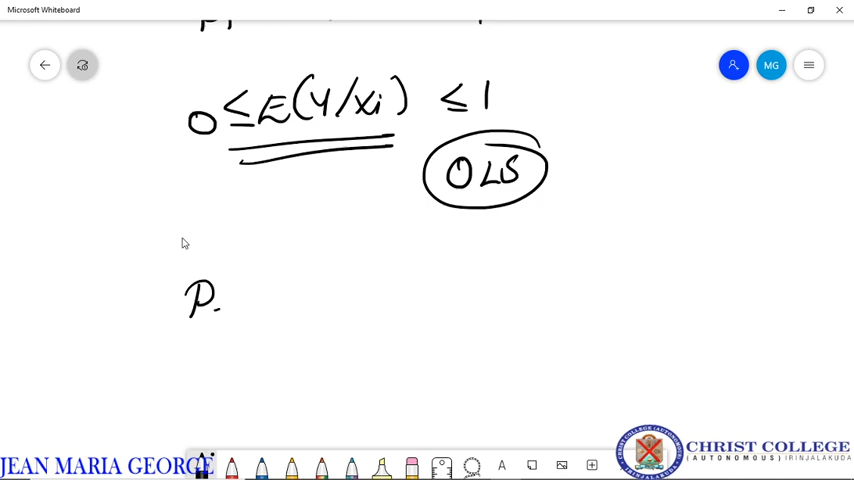 Microsoft Whiteboard
MG
0 ≤ E(Y/Xi) ≤ 1
OLS
P.
A
JEAN MARIA GEORGE
CHRIST COLLEGE
(AUTONOMOUS) IRINJALAKUDA